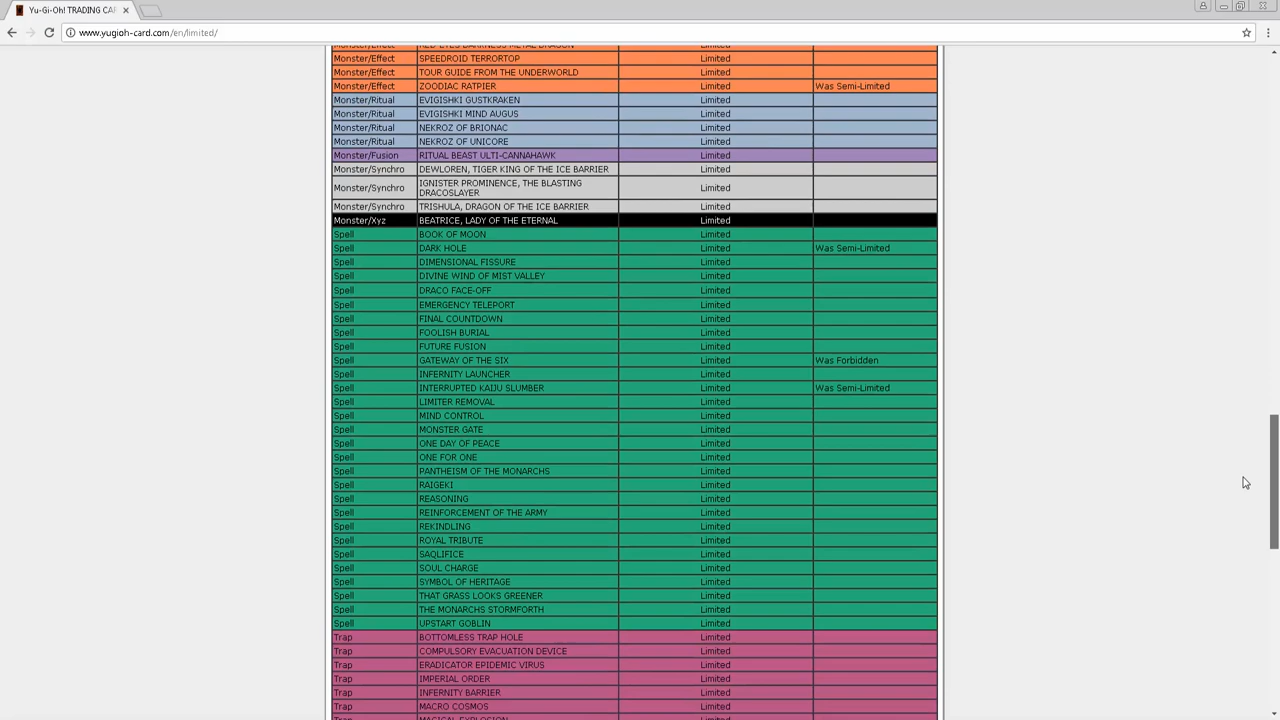 Yu-Gi-Oh! TRADING CAR
www.yugioh-card.com/en/limited/
Monster/Effect RED-EYES DARKNESS METAL DRAGON Limited
Monster/Effect SPEEDROID TERRORTOP Limited
Monster/Effect TOUR GUIDE FROM THE UNDERWORLD Limited
Monster/Effect ZOODIAC RATPIER Limited Was Semi-Limited
Monster/Ritual EVIGISHKI GUSTKRAKEN Limited
Monster/Ritual EVIGISHKI MIND AUGUS Limited
Monster/Ritual NEKROZ OF BRIONAC Limited
Monster/Ritual NEKROZ OF UNICORE Limited
Monster/Fusion RITUAL BEAST ULTI-CANNAHAWK Limited
Monster/Synchro DEWLOREN, TIGER KING OF THE ICE BARRIER Limited
Monster/Synchro IGNISTER PROMINENCE, THE BLASTING
DRACOSLAYER Limited
Monster/Synchro TRISHULA, DRAGON OF THE ICE BARRIER Limited
Monster/Xyz BEATRICE, LADY OF THE ETERNAL Limited
Spell BOOK OF MOON Limited
Spell DARK HOLE Limited Was Semi-Limited
Spell DIMENSIONAL FISSURE Limited
Spell DIVINE WIND OF MIST VALLEY Limited
Spell DRACO FACE-OFF Limited
Spell EMERGENCY TELEPORT Limited
Spell FINAL COUNTDOWN Limited
Spell FOOLISH BURIAL Limited
Spell FUTURE FUSION Limited
Spell GATEWAY OF THE SIX Limited Was Forbidden
Spell INFERNITY LAUNCHER Limited
Spell INTERRUPTED KAIJU SLUMBER Limited Was Semi-Limited
Spell LIMITER REMOVAL Limited
Spell MIND CONTROL Limited
Spell MONSTER GATE Limited
Spell ONE DAY OF PEACE Limited
Spell ONE FOR ONE Limited
Spell PANTHEISM OF THE MONARCHS Limited
Spell RAIGEKI Limited
Spell REASONING Limited
Spell REINFORCEMENT OF THE ARMY Limited
Spell REKINDLING Limited
Spell ROYAL TRIBUTE Limited
Spell SAQLIFICE Limited
Spell SOUL CHARGE Limited
Spell SYMBOL OF HERITAGE Limited
Spell THAT GRASS LOOKS GREENER Limited
Spell THE MONARCHS STORMFORTH Limited
Spell UPSTART GOBLIN Limited
Trap BOTTOMLESS TRAP HOLE Limited
Trap COMPULSORY EVACUATION DEVICE Limited
Trap ERADICATOR EPIDEMIC VIRUS Limited
Trap IMPERIAL ORDER Limited
Trap INFERNITY BARRIER Limited
Trap MACRO COSMOS Limited
Trap MAGICAL EXPLOSION Limited